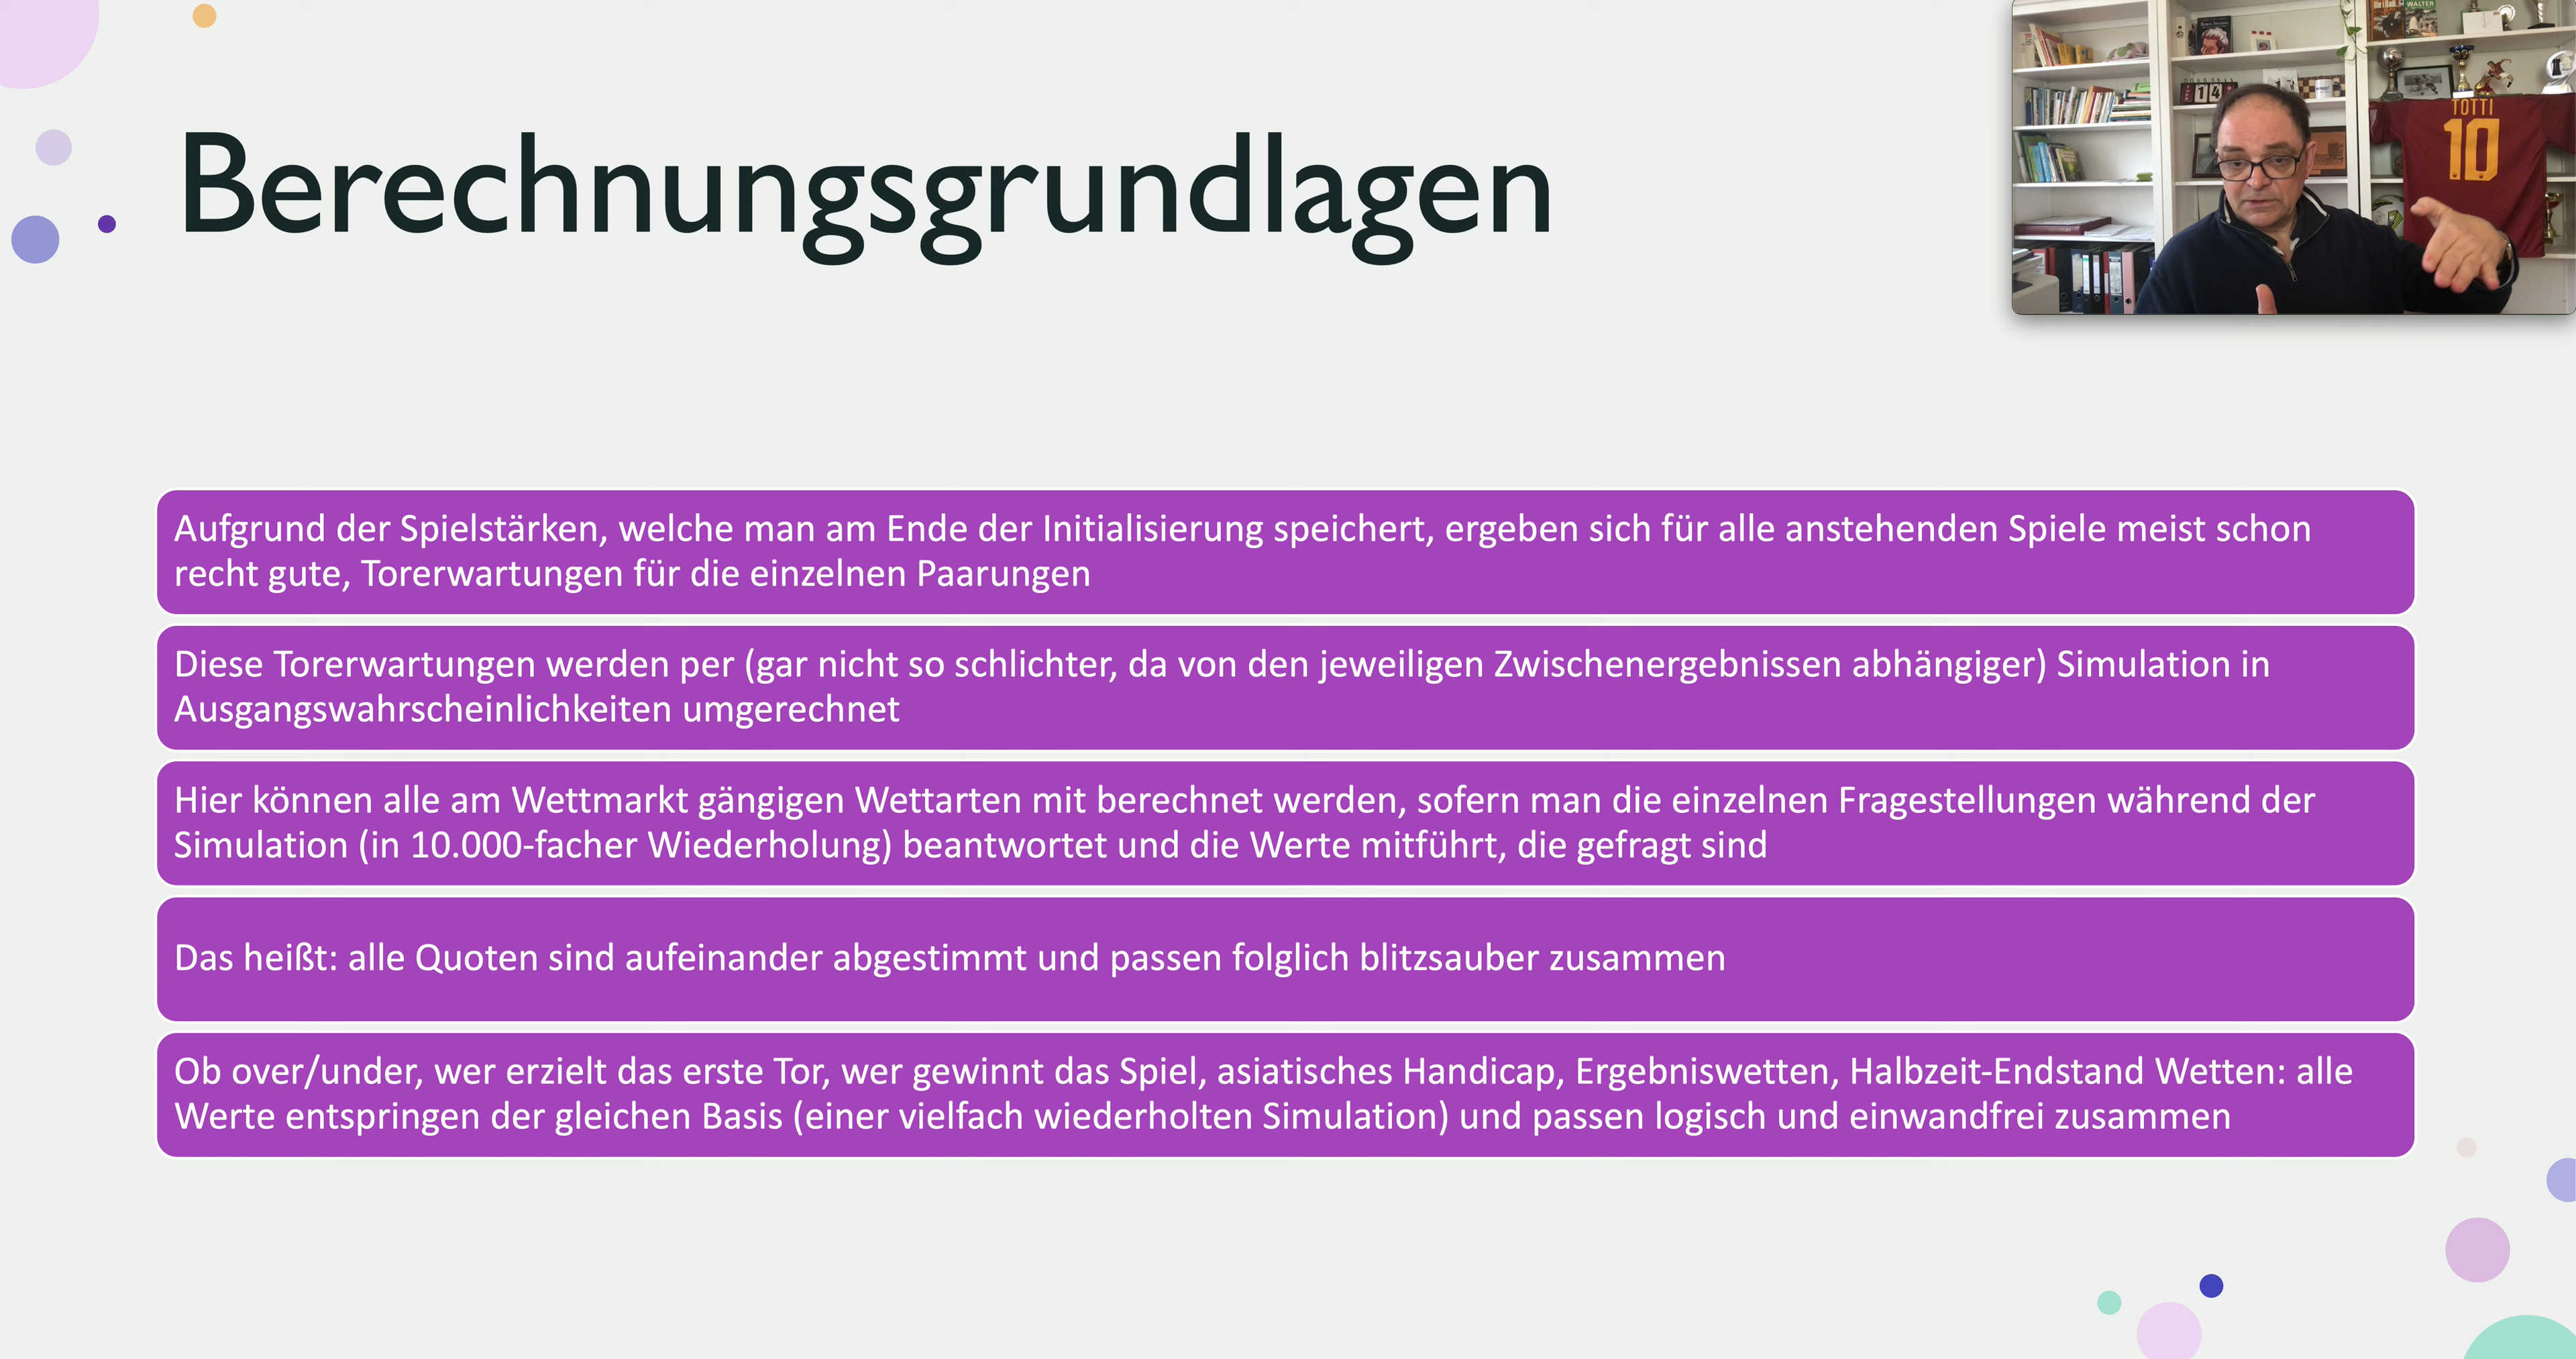 Berechnungsgrundlagen
WALTER
14
TOTTI
10
Aufgrund der Spielstärken, welche man am Ende der Initialisierung speichert, ergeben sich für alle anstehenden Spiele meist schon
recht gute, Torerwartungen für die einzelnen Paarungen
Diese Torerwartungen werden per (gar nicht so schlichter, da von den jeweiligen Zwischenergebnissen abhängiger) Simulation in
Ausgangswahrscheinlichkeiten umgerechnet
Hier können alle am Wettmarkt gängigen Wettarten mit berechnet werden, sofern man die einzelnen Fragestellungen während der
Simulation (in 10.000-facher Wiederholung) beantwortet und die Werte mitführt, die gefragt sind
Das heißt: alle Quoten sind aufeinander abgestimmt und passen folglich blitzsauber zusammen
Ob over/under, wer erzielt das erste Tor, wer gewinnt das Spiel, asiatisches Handicap, Ergebniswetten, Halbzeit-Endstand Wetten: alle
Werte entspringen der gleichen Basis (einer vielfach wiederholten Simulation) und passen logisch und einwandfrei zusammen